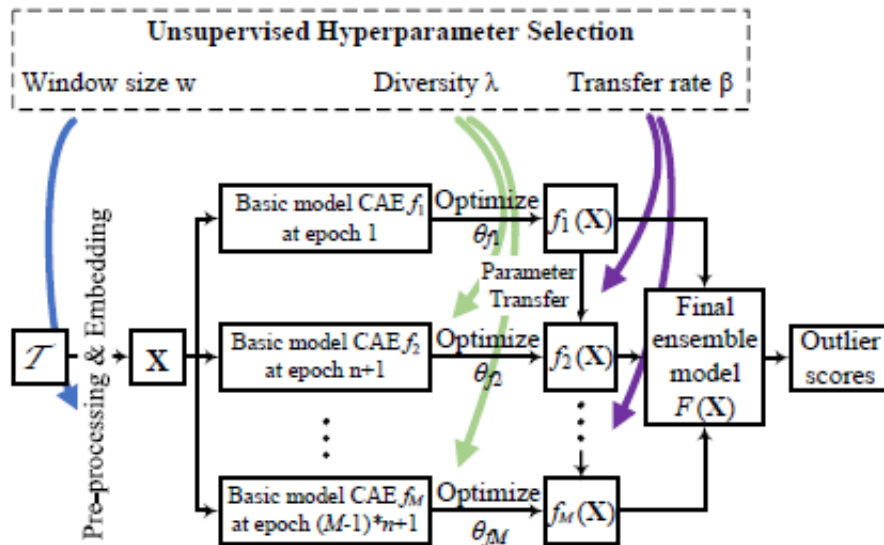 Unsupervised Hyperparameter Selection
Window size w
Diversity λ
Transfer rate β
Pre-processing & Embedding
𝒯
X
Basic model CAE f1
at epoch 1
Optimize
θf1
f1(X)
Parameter
Transfer
Basic model CAE f2
at epoch n+1
Optimize
θf2
f2(X)
Basic model CAE fM
at epoch (M-1)*n+1
Optimize
θfM
fM(X)
Final
ensemble
model
F(X)
Outlier
scores